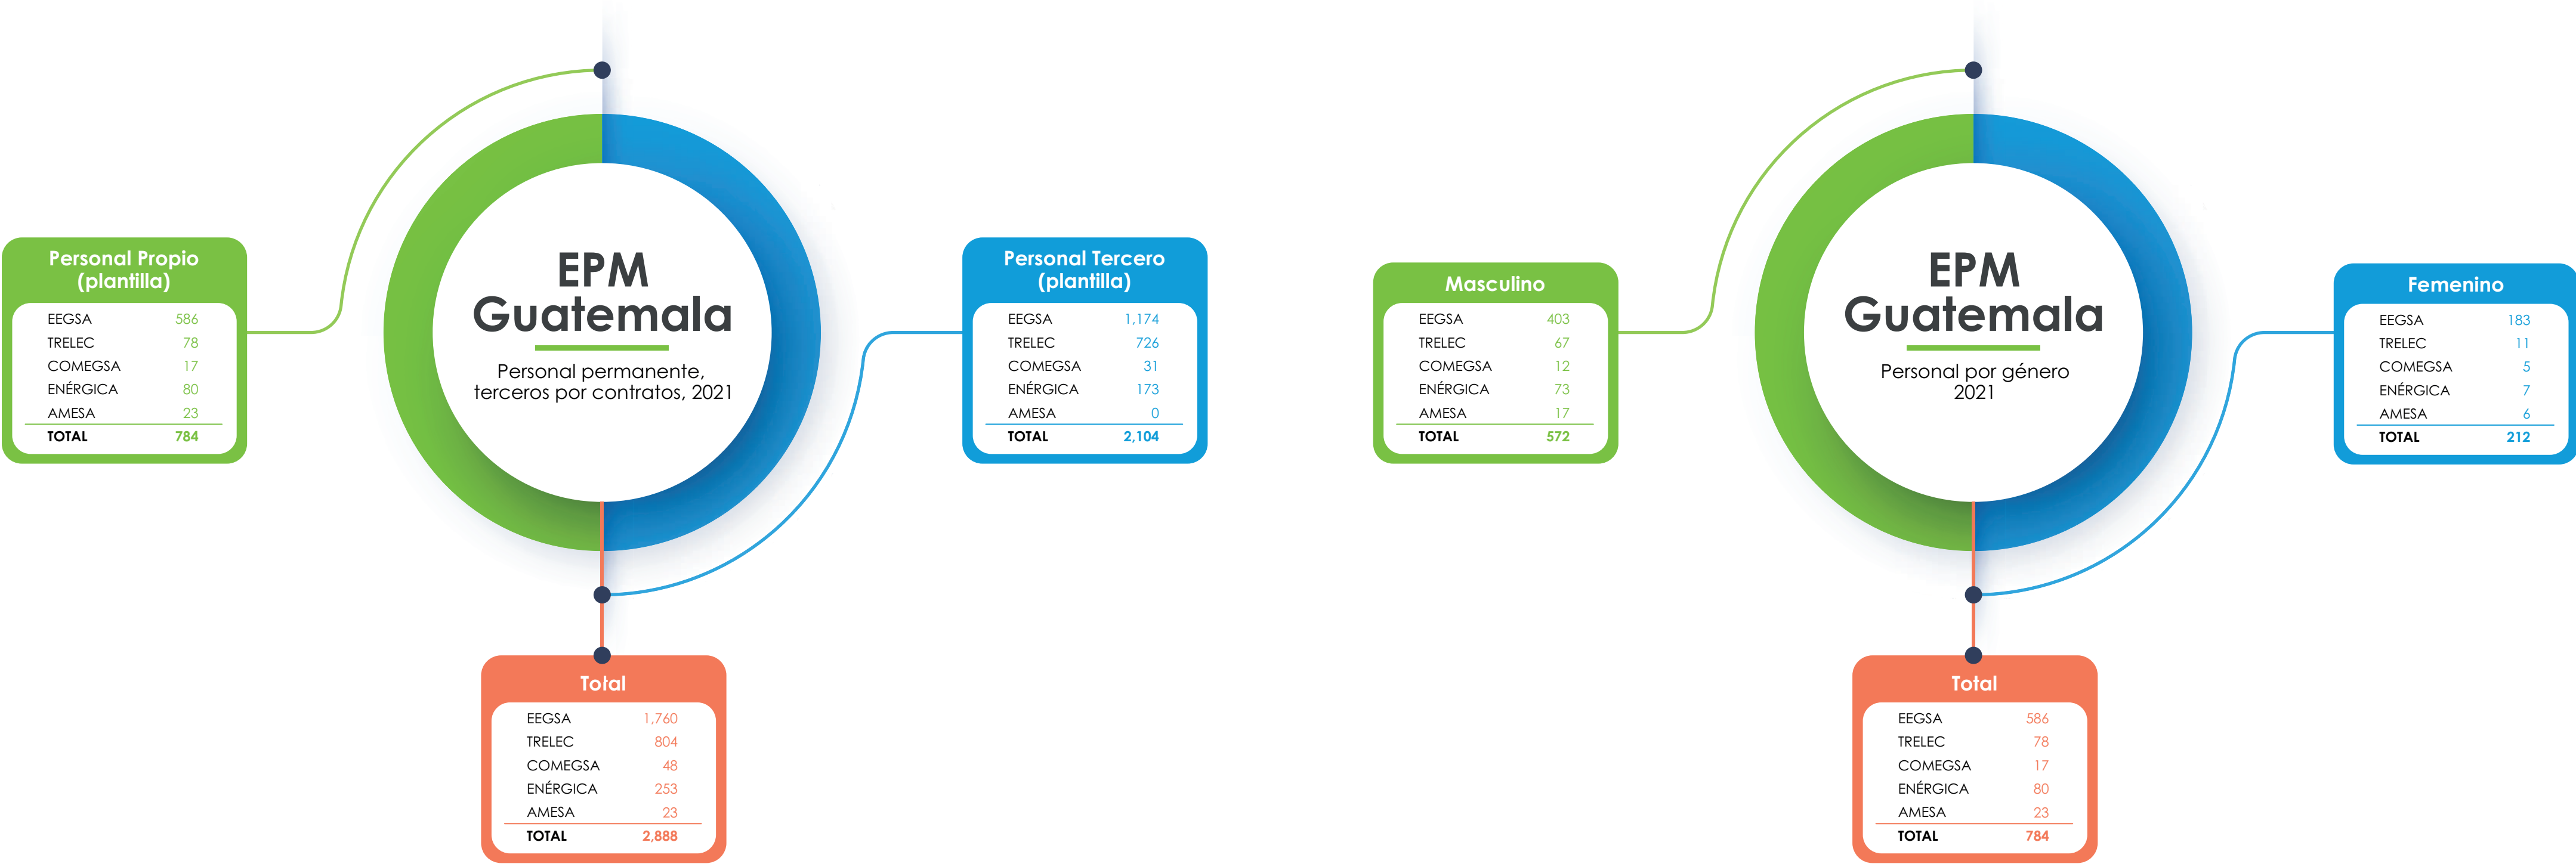 Personal Propio
(plantilla)
EEGSA 586
TRELEC 78
COMEGSA 17
ENÉRGICA 80
AMESA 23
TOTAL 784
EPM
Guatemala
Personal permanente,
terceros por contratos, 2021
Personal Tercero
(plantilla)
EEGSA 1,174
TRELEC 726
COMEGSA 31
ENÉRGICA 173
AMESA 0
TOTAL 2,104
Total
EEGSA 1,760
TRELEC 804
COMEGSA 48
ENÉRGICA 253
AMESA 23
TOTAL 2,888
Masculino
EEGSA 403
TRELEC 67
COMEGSA 12
ENÉRGICA 73
AMESA 17
TOTAL 572
EPM
Guatemala
Personal por género
2021
Femenino
EEGSA 183
TRELEC 11
COMEGSA 5
ENÉRGICA 7
AMESA 6
TOTAL 212
Total
EEGSA 586
TRELEC 78
COMEGSA 17
ENÉRGICA 80
AMESA 23
TOTAL 784